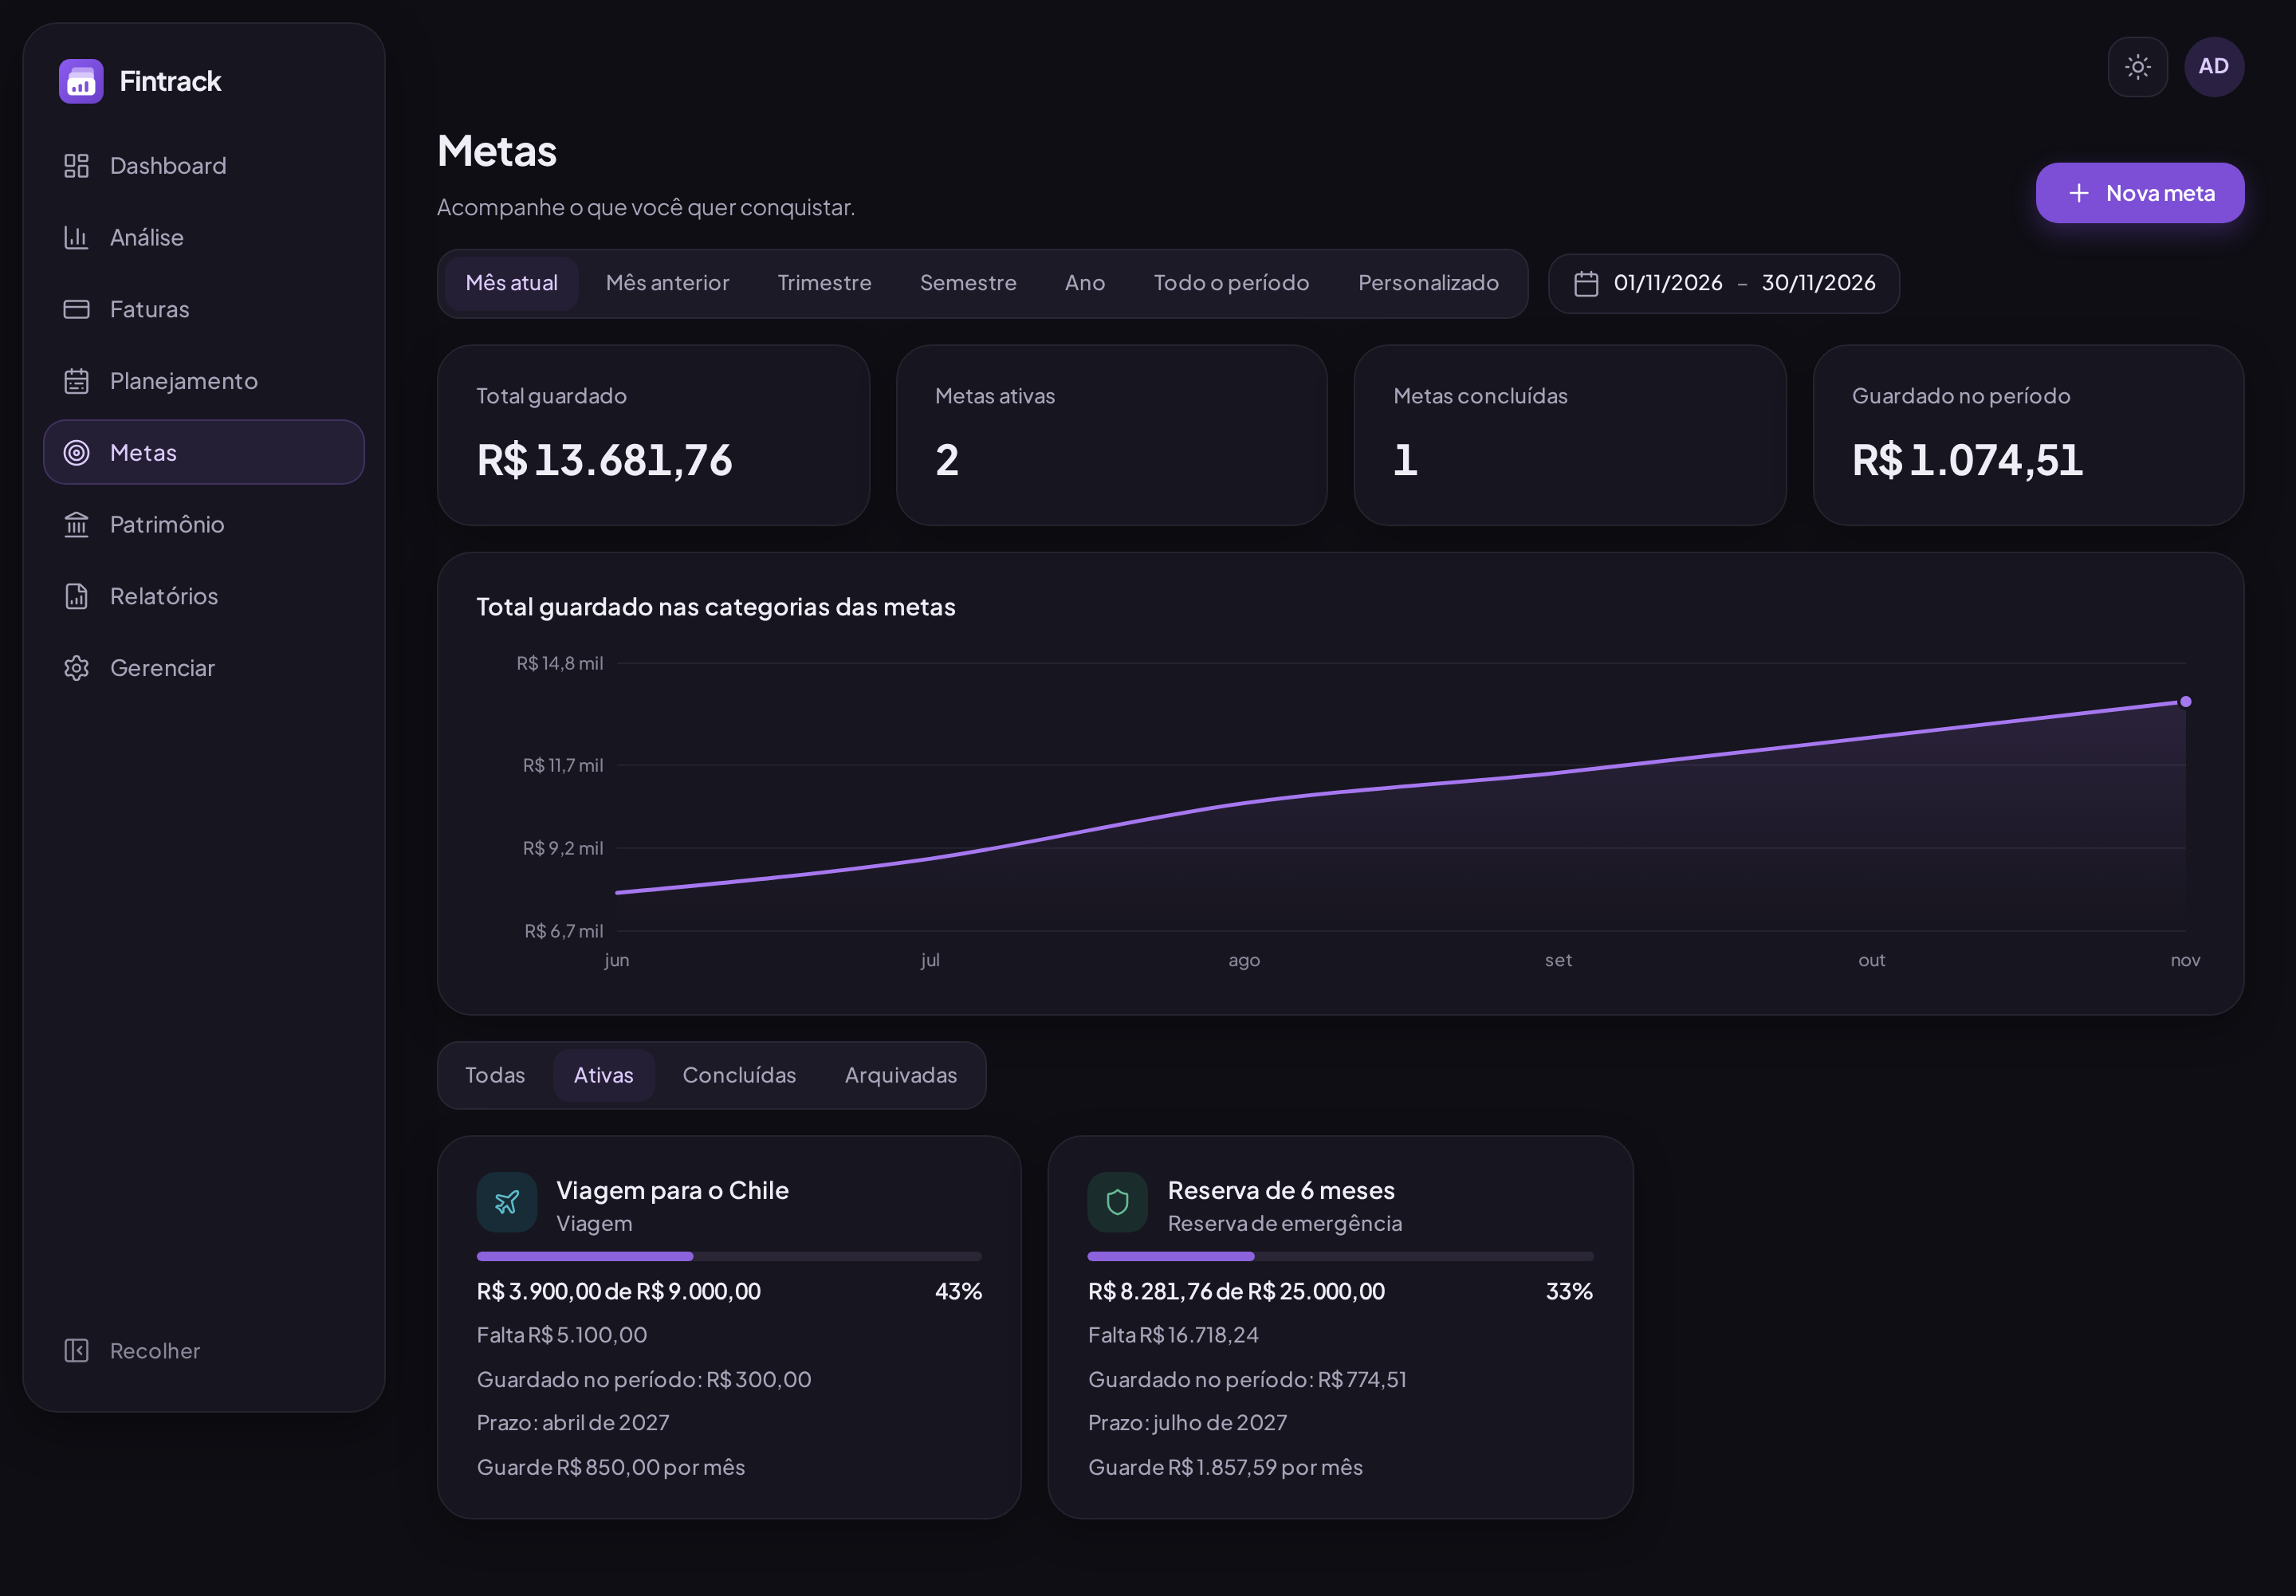 Fintrack
Dashboard
Análise
Faturas
Planejamento
Metas
Patrimônio
Relatórios
Gerenciar
Recolher
AD
Metas
Acompanhe o que você quer conquistar.
Nova meta
Mês atual Mês anterior Trimestre Semestre Ano Todo o período Personalizado
01/11/2026 – 30/11/2026
Total guardado
R$ 13.681,76
Metas ativas
2
Metas concluídas
1
Guardado no período
R$ 1.074,51
Total guardado nas categorias das metas
R$ 14,8 mil
R$ 11,7 mil
R$ 9,2 mil
R$ 6,7 mil
jun jul ago set out nov
Todas Ativas Concluídas Arquivadas
Viagem para o Chile
Viagem
R$ 3.900,00 de R$ 9.000,00 43%
Falta R$ 5.100,00
Guardado no período: R$ 300,00
Prazo: abril de 2027
Guarde R$ 850,00 por mês
Reserva de 6 meses
Reserva de emergência
R$ 8.281,76 de R$ 25.000,00 33%
Falta R$ 16.718,24
Guardado no período: R$ 774,51
Prazo: julho de 2027
Guarde R$ 1.857,59 por mês